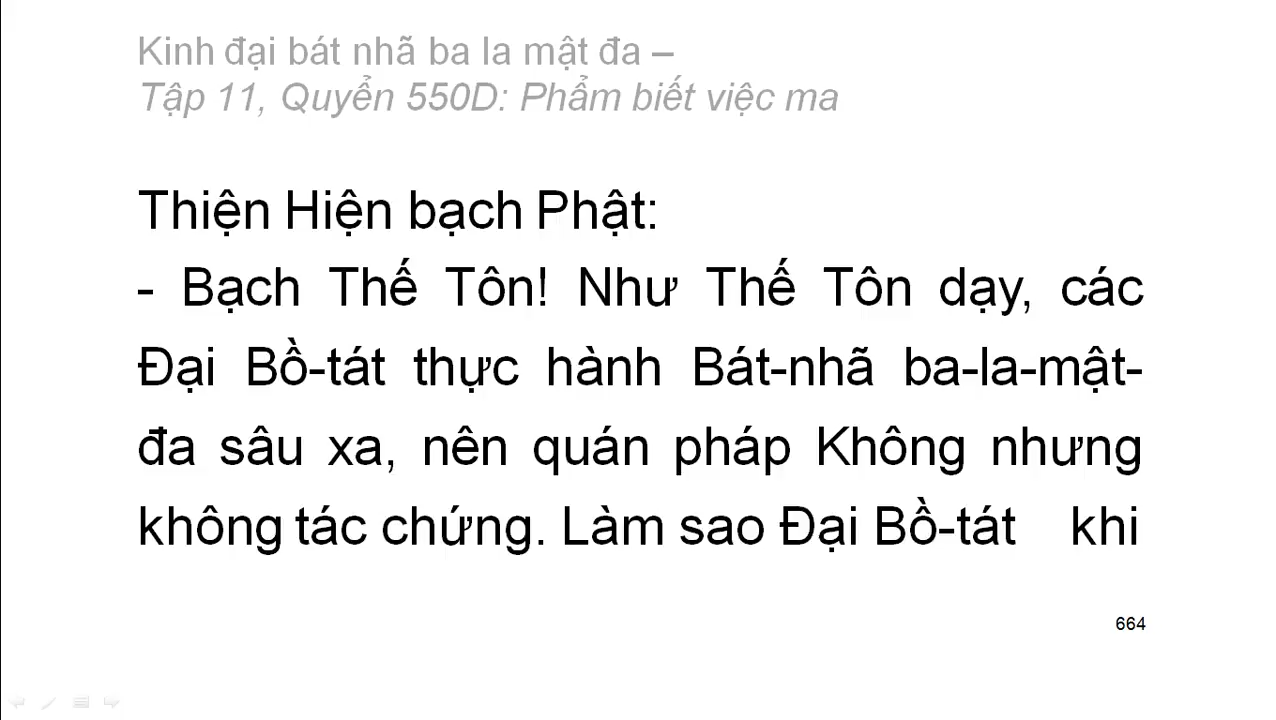 Kinh đại bát nhã ba la mật đa –
Tập 11, Quyển 550D: Phẩm biết việc ma
Thiện Hiện bạch Phật:
- Bạch Thế Tôn! Như Thế Tôn dạy, các
Đại Bồ-tát thực hành Bát-nhã ba-la-mật-
đa sâu xa, nên quán pháp Không nhưng
không tác chứng. Làm sao Đại Bồ-tát khi
664